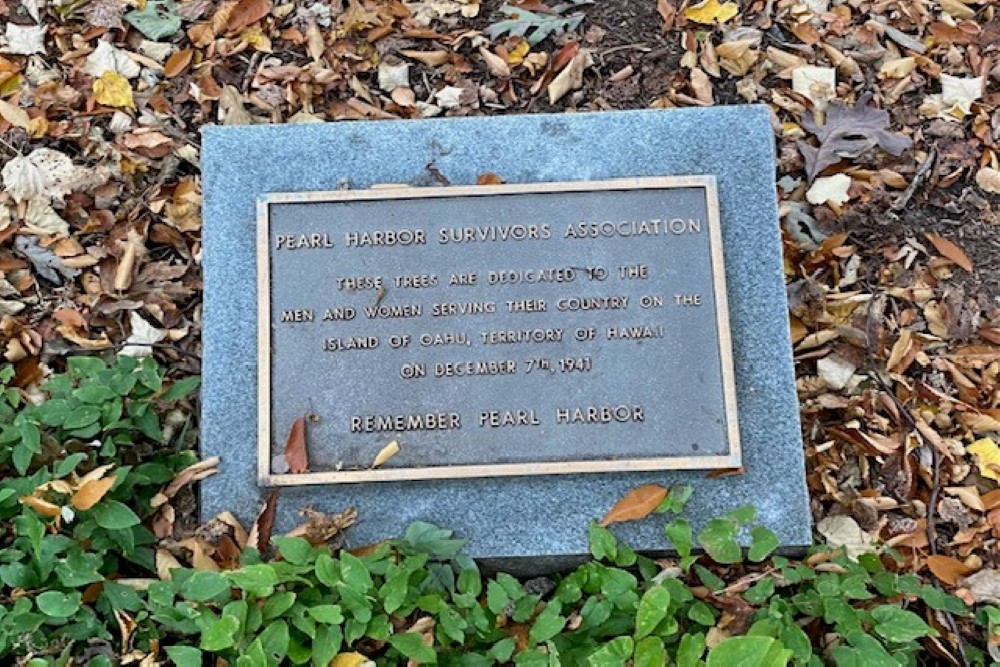 PEARL HARBOR SURVIVORS ASSOCIATION
THESE TREES ARE DEDICATED TO THE
MEN AND WOMEN SERVING THEIR COUNTRY ON THE
ISLAND OF OAHU, TERRITORY OF HAWAII
ON DECEMBER 7TH, 1941
REMEMBER PEARL HARBOR